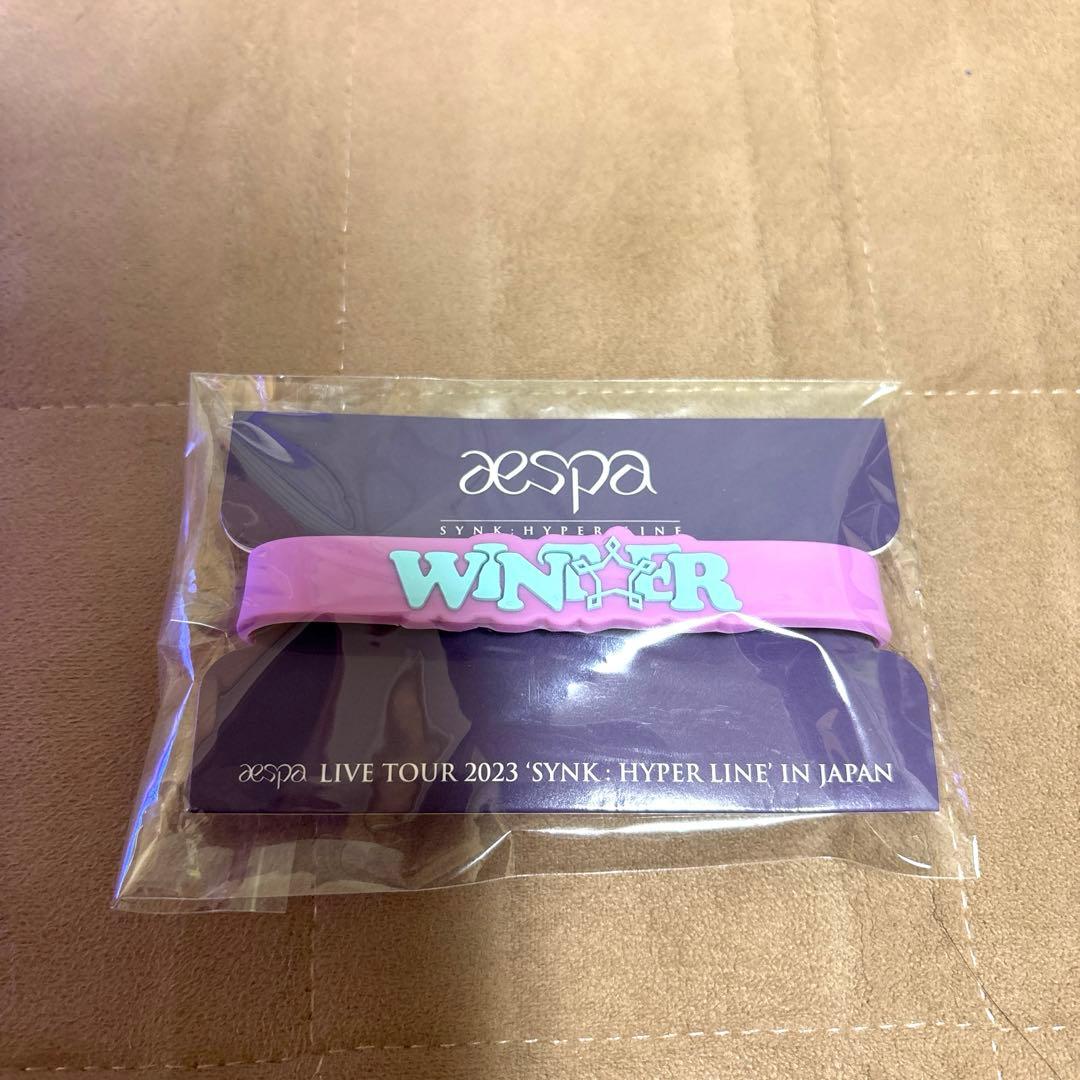 æspa
SYNK : HYPER LINE
WINTER
æspa LIVE TOUR 2023 ‘SYNK : HYPER LINE’ IN JAPAN